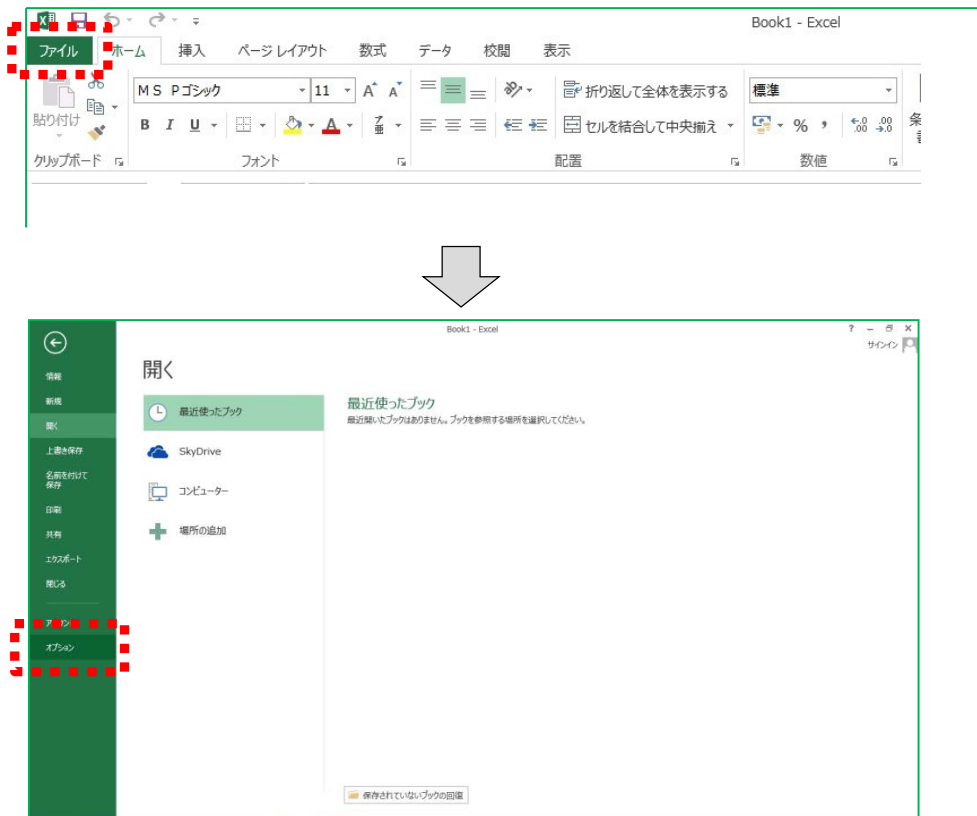 Book1 - Excel
ファイル ホーム 挿入 ページ レイアウト 数式 データ 校閲 表示
ＭＳ Ｐゴシック 11 折り返して全体を表示する 標準
貼り付け
B I U セルを結合して中央揃え % ,
クリップボード フォント 配置 数値
Book1 - Excel
サインイン
開く
情報
新規
開く
上書き保存
名前を付けて
保存
印刷
共有
エクスポート
閉じる
オプション
最近使ったブック
SkyDrive
コンピューター
場所の追加
最近使ったブック
最近開いたブックはありません。ブックを参照する場所を選択してください。
保存されていないブックの回復